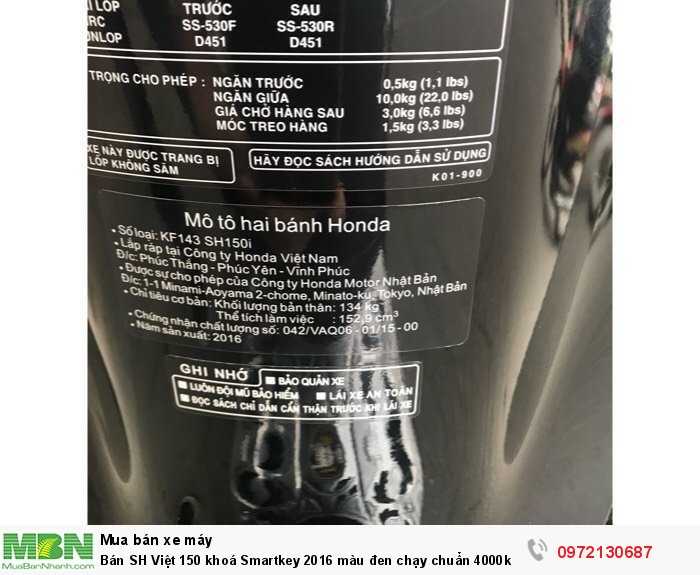 LỐP TRƯỚC SAU
SS-530F SS-530R
D451 D451
TRỌNG CHO PHÉP : NGĂN TRƯỚC 0,5kg (1,1 lbs)
NGĂN GIỮA 10,0kg (22,0 lbs)
GIÁ CHỞ HÀNG SAU 3,0kg (6,6 lbs)
MÓC TREO HÀNG 1,5kg (3,3 lbs)
XE NÀY ĐƯỢC TRANG BỊ
LỐP KHÔNG SĂM
HÃY ĐỌC SÁCH HƯỚNG DẪN SỬ DỤNG
K01-900
Mô tô hai bánh Honda
• Số loại: KF143 SH150i
• Lắp ráp tại Công ty Honda Việt Nam
Đ/c: Phúc Thắng - Phúc Yên - Vĩnh Phúc
• Được sự cho phép của Công ty Honda Motor Nhật Bản
Đ/c: 1-1 Minami-Aoyama 2-chome, Minato-ku, Tokyo, Nhật Bản
• Chỉ tiêu cơ bản: Khối lượng bản thân: 134 kg
Thể tích làm việc : 152,9 cm³
• Chứng nhận chất lượng số: 042/VAQ06 - 01/15 - 00
• Năm sản xuất: 2016
GHI NHỚ
■ BẢO QUẢN XE
■ LUÔN ĐỘI MŨ BẢO HIỂM ■ LÁI XE AN TOÀN
■ ĐỌC SÁCH CHỈ DẪN CẨN THẬN TRƯỚC KHI LÁI XE
MBN
MuaBanNhanh.com
Mua bán xe máy
Bán SH Việt 150 khoá Smartkey 2016 màu đen chạy chuẩn 4000k
0972130687